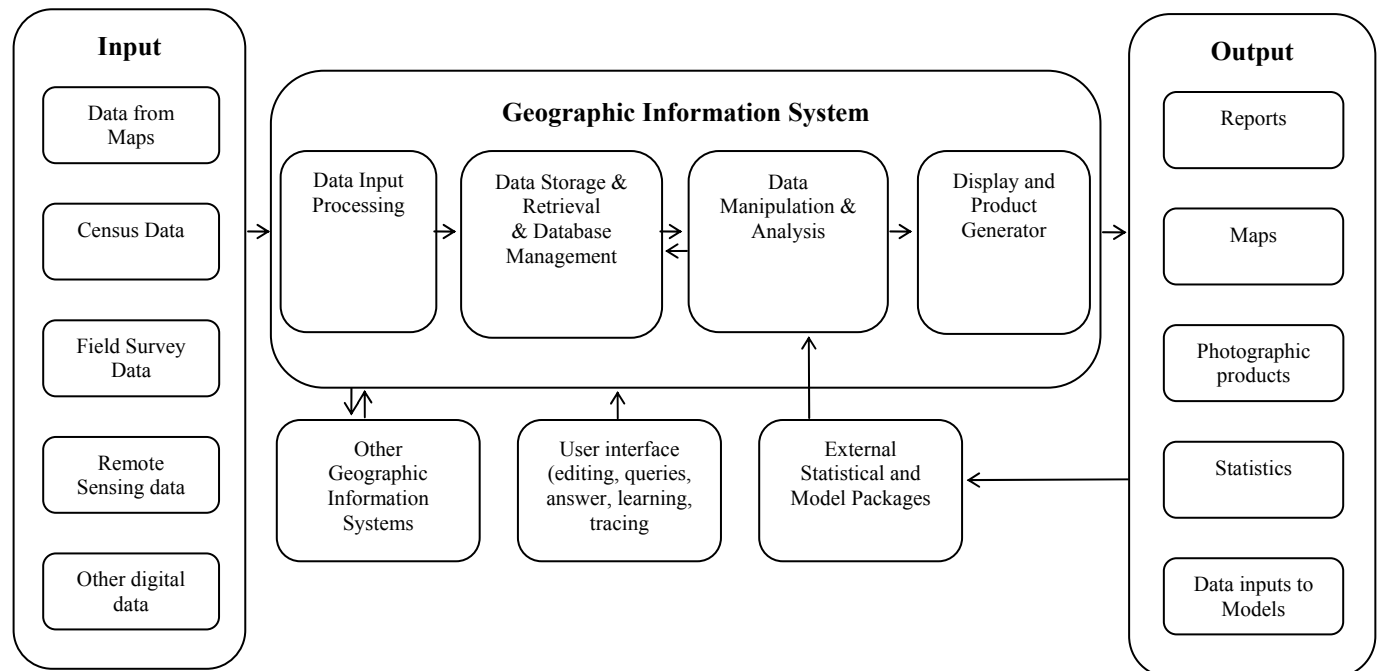 Input
Data from
Maps
Census Data
Field Survey
Data
Remote
Sensing data
Other digital
data
Geographic Information System
Data Input
Processing
Data Storage &
Retrieval
& Database
Management
Data
Manipulation &
Analysis
Display and
Product
Generator
Other
Geographic
Information
Systems
User interface
(editing, queries,
answer, learning,
tracing
External
Statistical and
Model Packages
Output
Reports
Maps
Photographic
products
Statistics
Data inputs to
Models